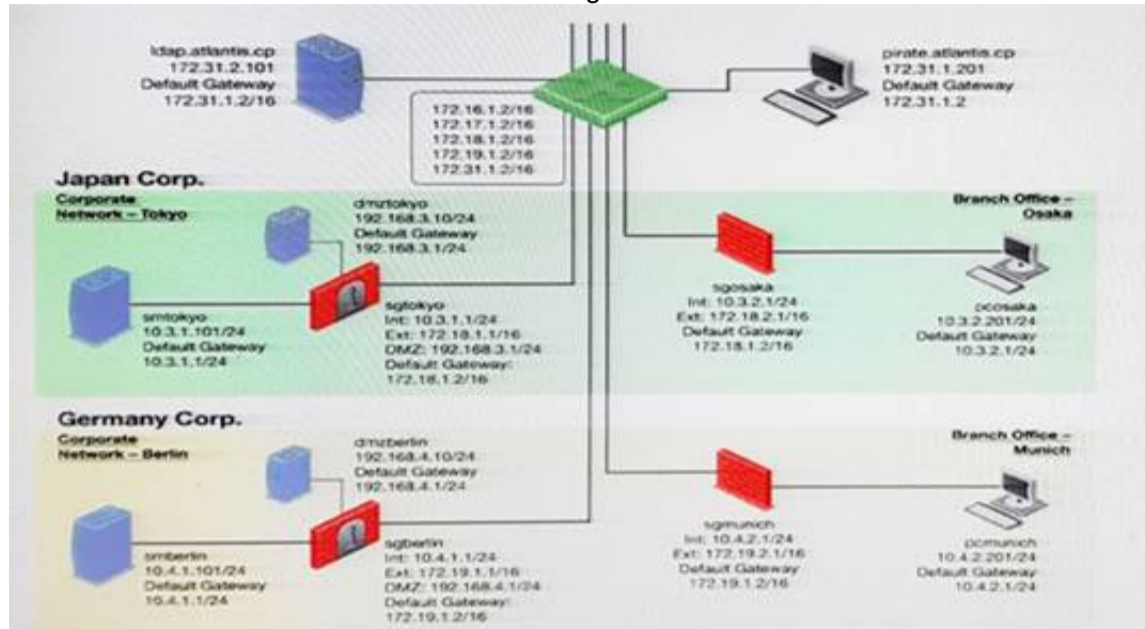 ldap.atlantis.cp
172.31.2.101
Default Gateway
172.31.1.2/16
172.16.1.2/16
172.17.1.2/16
172.18.1.2/16
172.19.1.2/16
172.31.1.2/16
pirate.atlantis.cp
172.31.1.201
Default Gateway
172.31.1.2
Japan Corp.
Corporate
Network – Tokyo
dmztokyo
192.168.3.10/24
Default Gateway
192.168.3.1/24
smtokyo
10.3.1.101/24
Default Gateway
10.3.1.1/24
sgtokyo
Int: 10.3.1.1/24
Ext: 172.18.1.1/16
DMZ: 192.168.3.1/24
Default Gateway:
172.18.1.2/16
Branch Office –
Osaka
sgosaka
Int: 10.3.2.1/24
Ext: 172.18.2.1/16
Default Gateway
172.18.1.2/16
pcosaka
10.3.2.201/24
Default Gateway
10.3.2.1/24
Germany Corp.
Corporate
Network – Berlin
dmzberlin
192.168.4.10/24
Default Gateway
192.168.4.1/24
smberlin
10.4.1.101/24
Default Gateway
10.4.1.1/24
sgberlin
Int: 10.4.1.1/24
Ext: 172.19.1.1/16
DMZ: 192.168.4.1/24
Default Gateway:
172.19.1.2/16
Branch Office –
Munich
sgmunich
Int: 10.4.2.1/24
Ext: 172.19.2.1/16
Default Gateway
172.19.1.2/16
pcmunich
10.4.2.201/24
Default Gateway
10.4.2.1/24